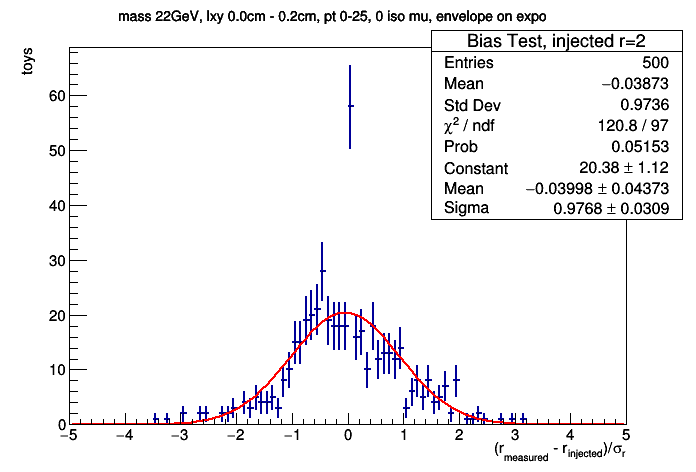 mass 22GeV, lxy 0.0cm - 0.2cm, pt 0-25, 0 iso mu, envelope on expo
Bias Test, injected r=2
Entries 500
Mean −0.03873
Std Dev 0.9736
χ² / ndf 120.8 / 97
Prob 0.05153
Constant 20.38 ± 1.12
Mean −0.03998 ± 0.04373
Sigma 0.9768 ± 0.0309
toys
60
50
40
30
20
10
0
−5 −4 −3 −2 −1 0 1 2 3 4 5
(r_measured - r_injected)/σ_r